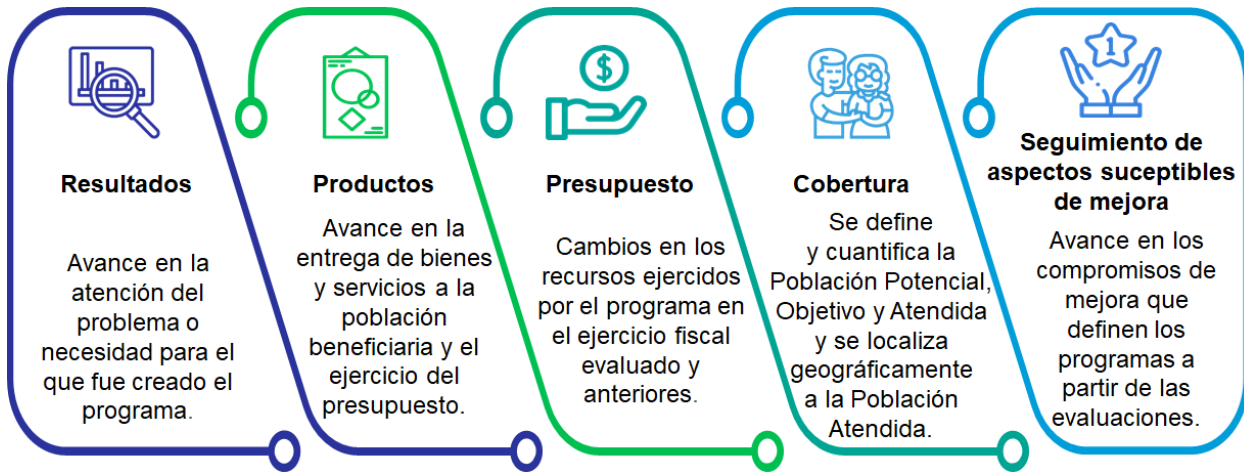 Resultados
Avance en la
atención del
problema o
necesidad para el
que fue creado el
programa.
Productos
Avance en la
entrega de bienes
y servicios a la
población
beneficiaria y el
ejercicio del
presupuesto.
$
Presupuesto
Cambios en los
recursos ejercidos
por el programa en
el ejercicio fiscal
evaluado y
anteriores.
Cobertura
Se define
y cuantifica la
Población Potencial,
Objetivo y Atendida
y se localiza
geográficamente
a la Población
Atendida.
1
Seguimiento de
aspectos suceptibles
de mejora
Avance en los
compromisos de
mejora que
definen los
programas a
partir de las
evaluaciones.